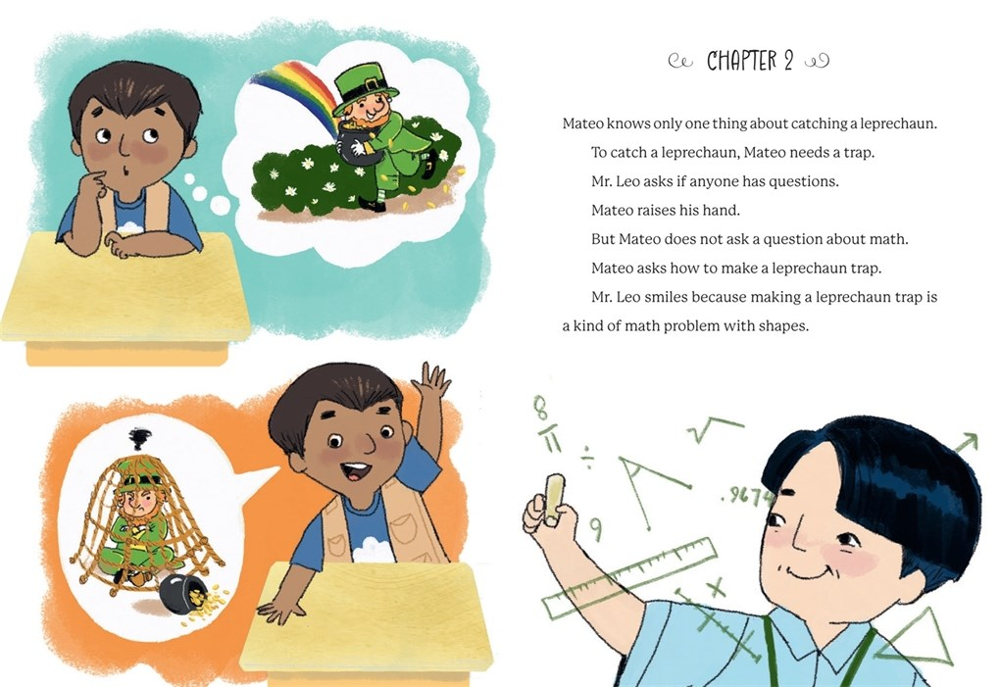 CHAPTER 2
Mateo knows only one thing about catching a leprechaun.
To catch a leprechaun, Mateo needs a trap.
Mr. Leo asks if anyone has questions.
Mateo raises his hand.
But Mateo does not ask a question about math.
Mateo asks how to make a leprechaun trap.
Mr. Leo smiles because making a leprechaun trap is
a kind of math problem with shapes.
8
π
÷
√
.9674
9
x